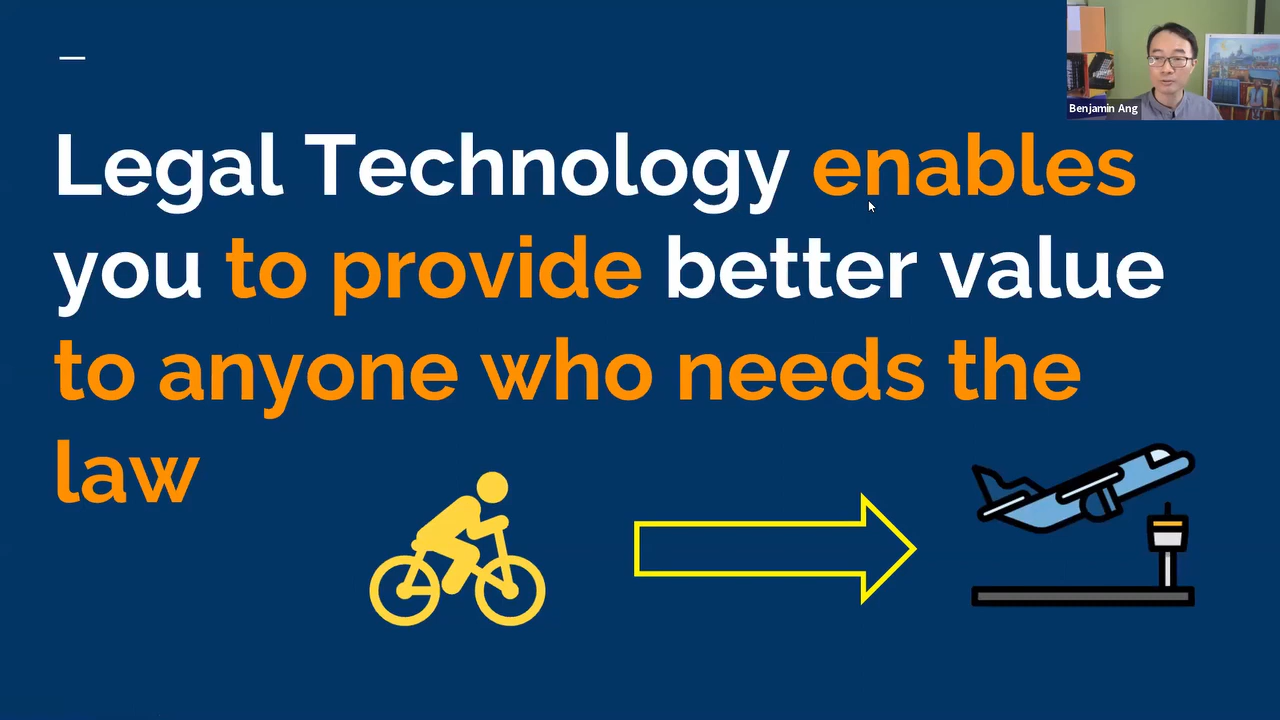 Benjamin Ang
Legal Technology enables
you to provide better value
to anyone who needs the
law